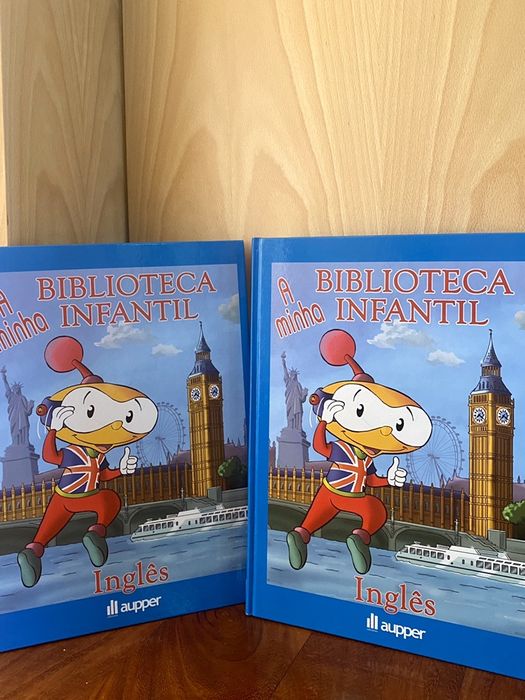 A minha
BIBLIOTECA
INFANTIL
Inglês
aupper
A minha
BIBLIOTECA
INFANTIL
Inglês
aupper